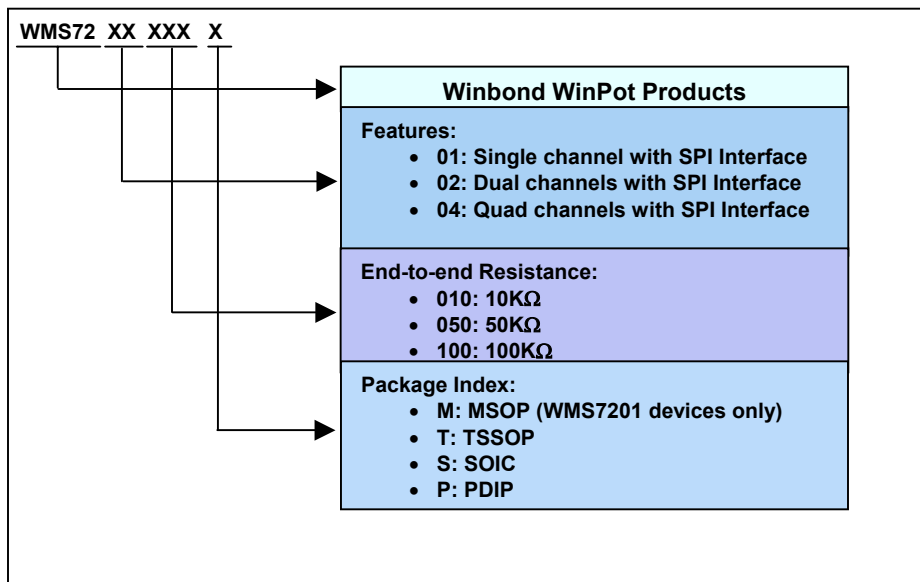 WMS72 XX XXX X
Winbond WinPot Products
Features:
• 01: Single channel with SPI Interface
• 02: Dual channels with SPI Interface
• 04: Quad channels with SPI Interface
End-to-end Resistance:
• 010: 10KΩ
• 050: 50KΩ
• 100: 100KΩ
Package Index:
• M: MSOP (WMS7201 devices only)
• T: TSSOP
• S: SOIC
• P: PDIP